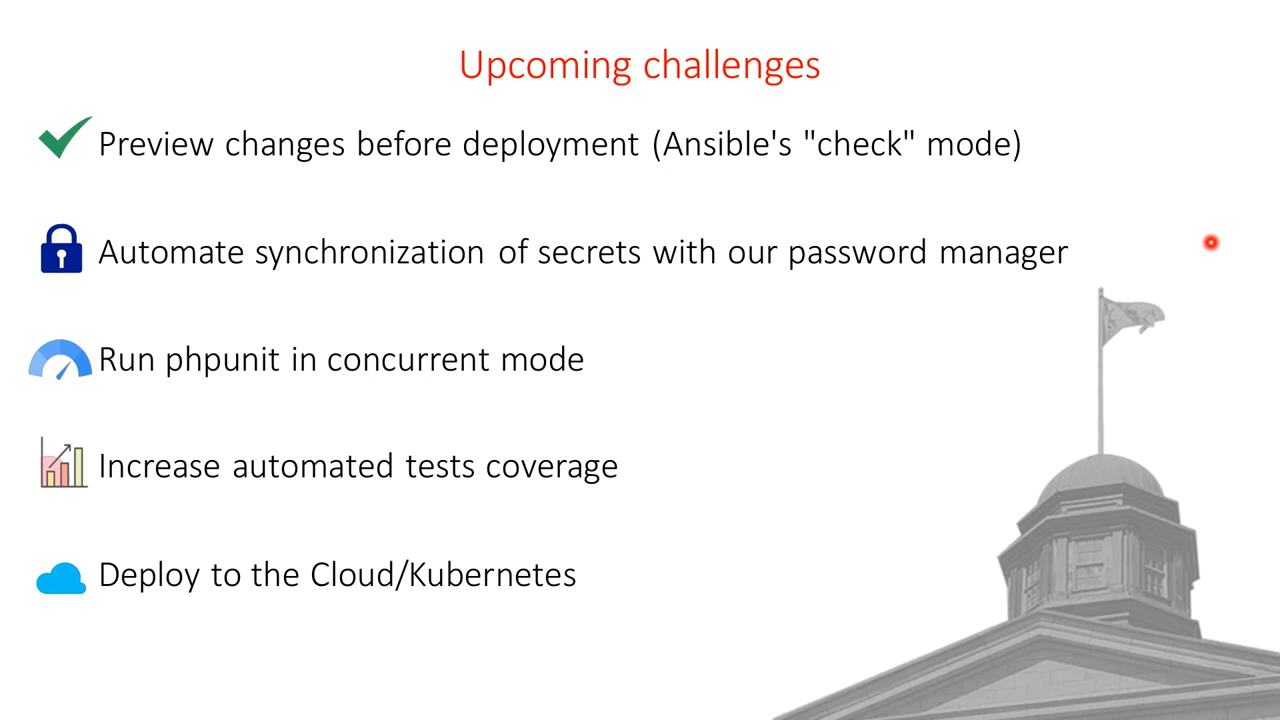 Upcoming challenges
Preview changes before deployment (Ansible's "check" mode)
Automate synchronization of secrets with our password manager
Run phpunit in concurrent mode
Increase automated tests coverage
Deploy to the Cloud/Kubernetes